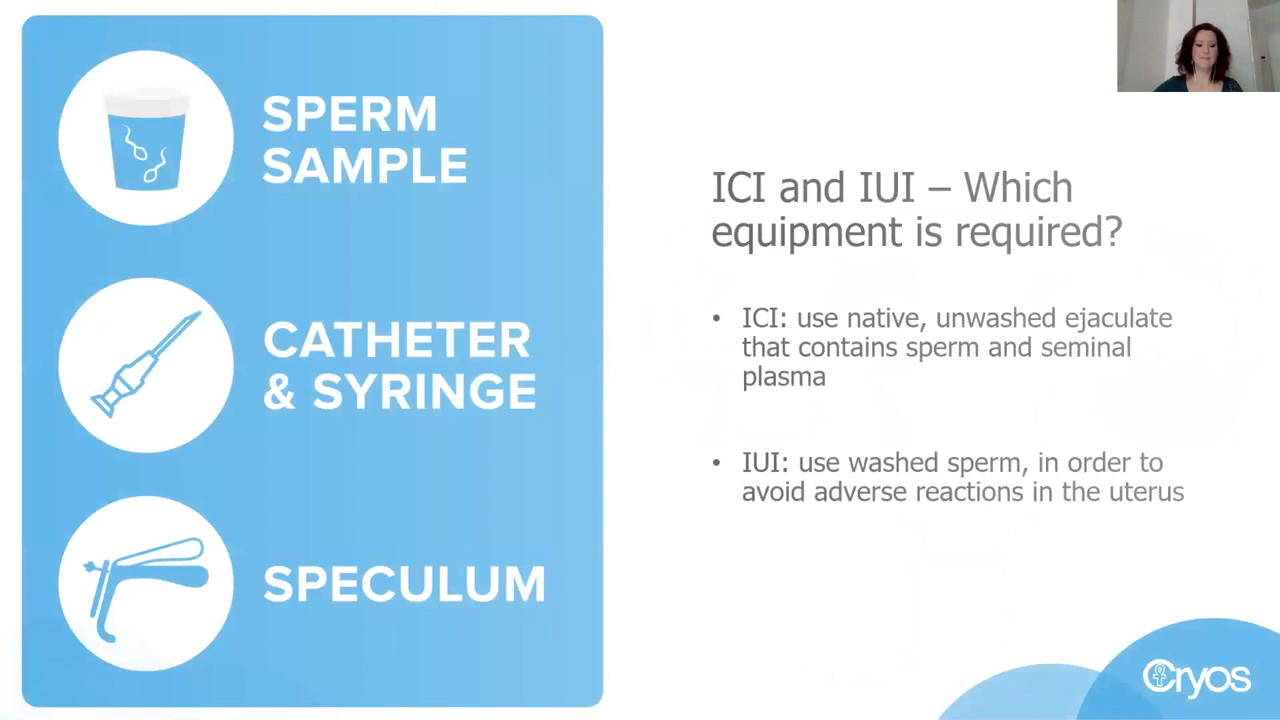 SPERM
SAMPLE
CATHETER
& SYRINGE
SPECULUM
ICI and IUI – Which
equipment is required?
• ICI: use native, unwashed ejaculate
that contains sperm and seminal
plasma
• IUI: use washed sperm, in order to
avoid adverse reactions in the uterus
Cryos